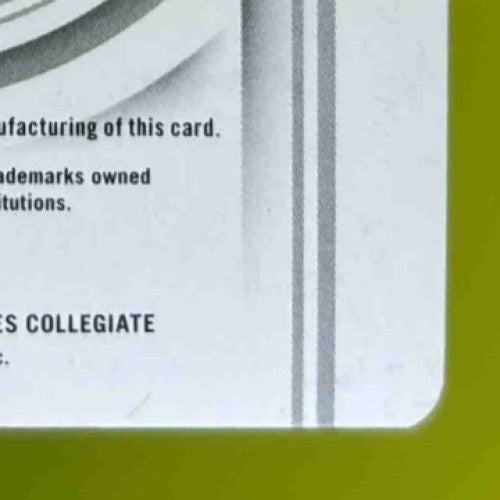 ufacturing of this card.
ademarks owned
itutions.
ES COLLEGIATE
c.